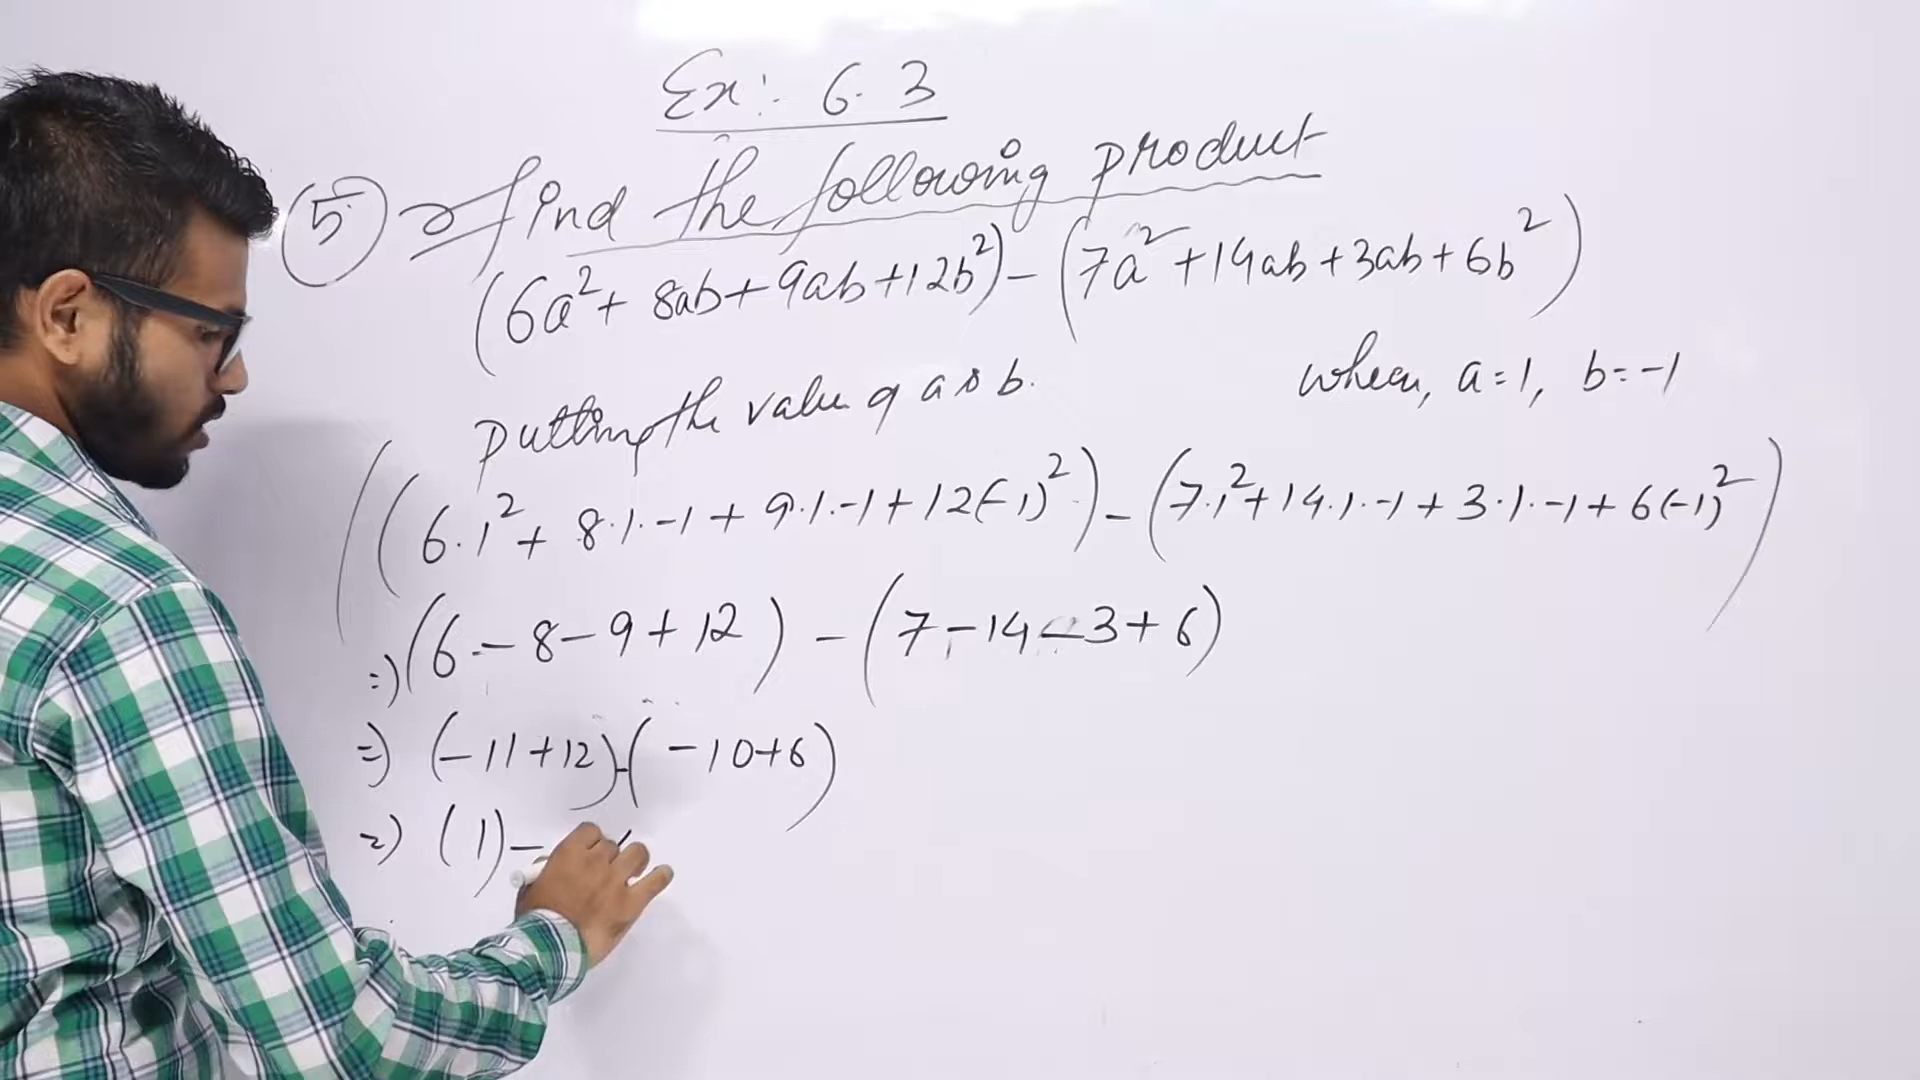 Ex:- 6.3
5 Find the following product
(6a²+ 8ab+9ab+12b²)-(7a²+14ab+3ab+6b²)
when, a=1, b=-1
Putting the value of a & b.
((6.1²+ 8.1.-1+9.1.-1+12(-1)²)-(7.1²+14.1.-1+3.1.-1+6(-1)²)
=) (6-8-9+12) - (7-14-3+6)
=) (-11+12)-(-10+6)
=) (1)-